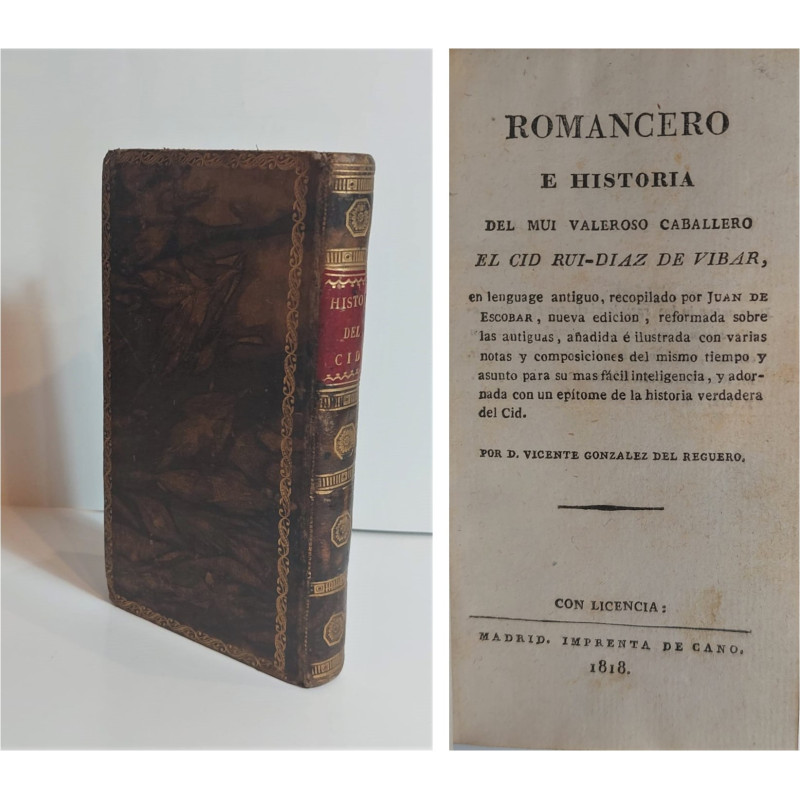 HISTO
DEL
CID
ROMANCERO
E HISTORIA
DEL MUI VALEROSO CABALLERO
EL CID RUI-DIAZ DE VIBAR,
en lenguage antiguo, recopilado por JUAN DE
ESCOBAR, nueva edicion, reformada sobre
las antiguas, añadida é ilustrada con varias
notas y composiciones del mismo tiempo y
asunto para su mas fácil inteligencia, y ador-
nada con un epítome de la historia verdadera
del Cid.
POR D. VICENTE GONZALEZ DEL REGUERO.
CON LICENCIA:
MADRID. IMPRENTA DE CANO.
1818.